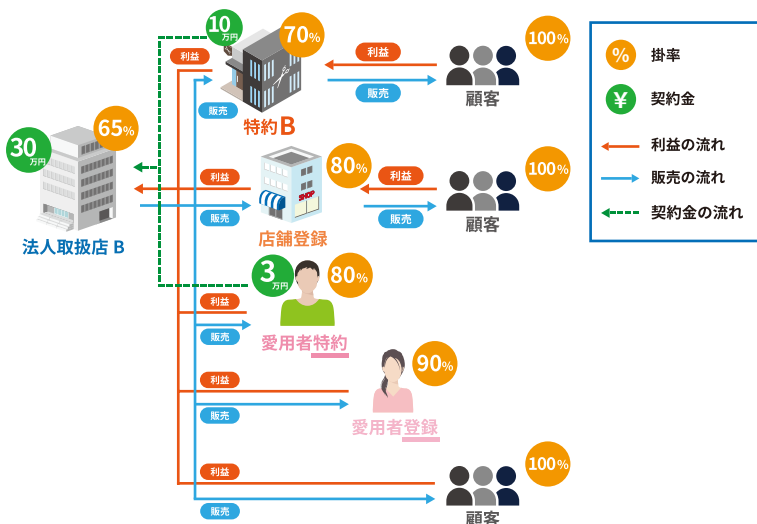 10万円
70%
利益
販売
特約B
利益
販売
顧客
100%
30万円
65%
法人取扱店 B
利益
販売
80%
SHOP
店舗登録
利益
販売
顧客
100%
3万円
80%
利益
販売
愛用者特約
利益
販売
90%
愛用者登録
利益
販売
顧客
100%
% 掛率
¥ 契約金
利益の流れ
販売の流れ
契約金の流れ